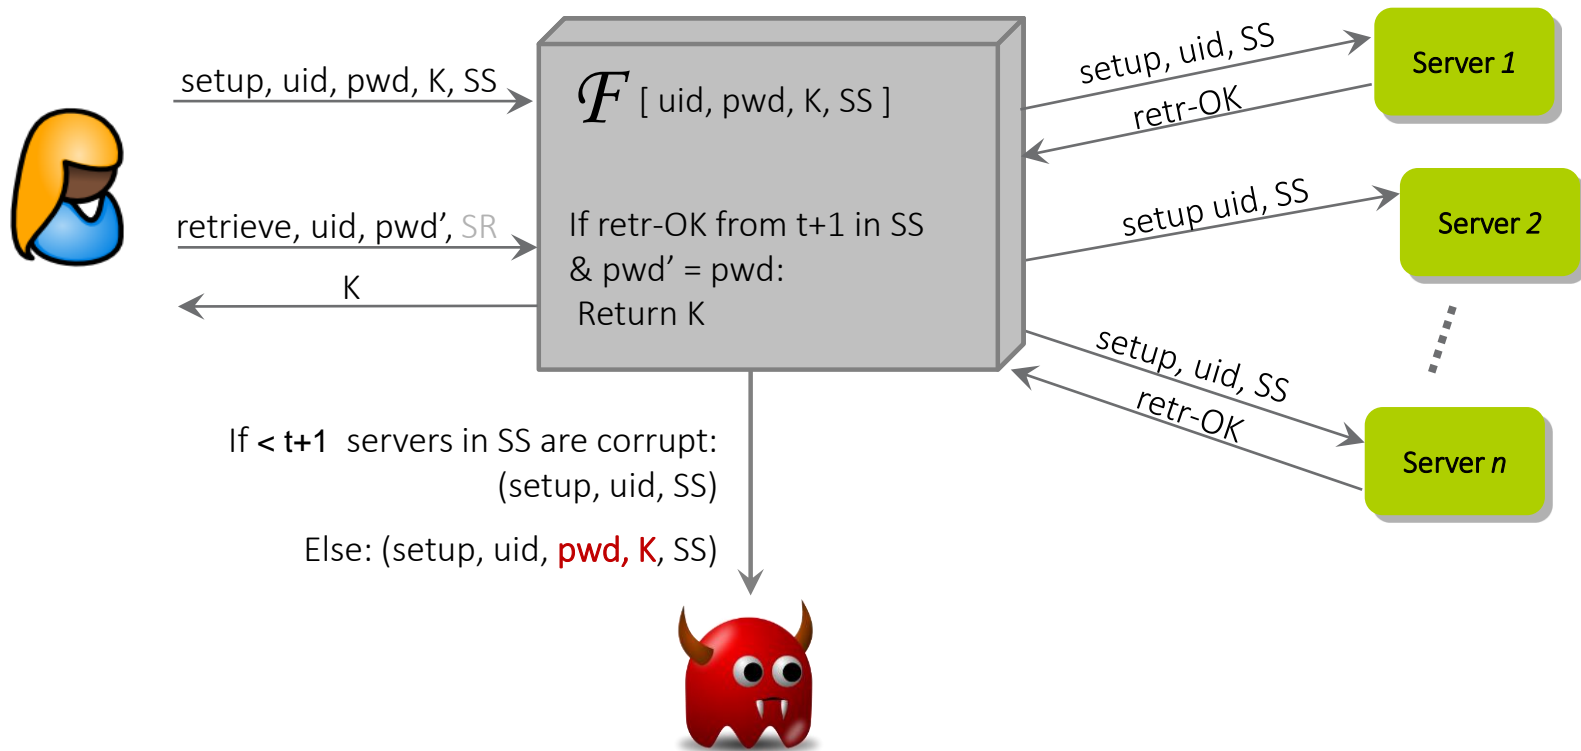 setup, uid, pwd, K, SS
ℱ [ uid, pwd, K, SS ]
setup, uid, SS
retr-OK
Server 1
retrieve, uid, pwd’, SR
K
If retr-OK from t+1 in SS
& pwd’ = pwd:
Return K
setup uid, SS
Server 2
setup, uid, SS
retr-OK
Server n
If < t+1 servers in SS are corrupt:
(setup, uid, SS)
Else: (setup, uid, pwd, K, SS)